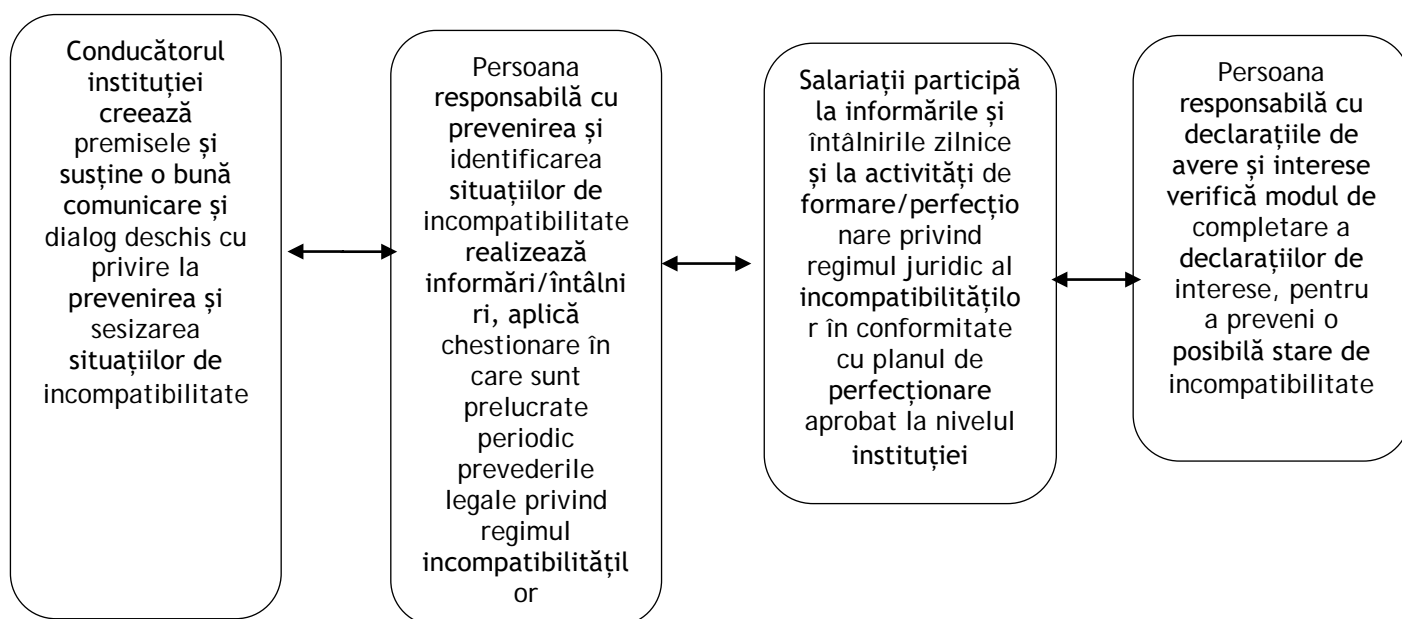 Conducătorul
instituției
creează
premisele și
susține o bună
comunicare și
dialog deschis cu
privire la
prevenirea și
sesizarea
situațiilor de
incompatibilitate
Persoana
responsabilă cu
prevenirea și
identificarea
situațiilor de
incompatibilitate
realizează
informări/întâlni
ri, aplică
chestionare în
care sunt
prelucrate
periodic
prevederile
legale privind
regimul
incompatibilitățil
or
Salariații participă
la informările și
întâlnirile zilnice
și la activități de
formare/perfecțio
nare privind
regimul juridic al
incompatibilitățilo
r în conformitate
cu planul de
perfecționare
aprobat la nivelul
instituției
Persoana
responsabilă cu
declarațiile de
avere și interese
verifică modul de
completare a
declarațiilor de
interese, pentru
a preveni o
posibilă stare de
incompatibilitate